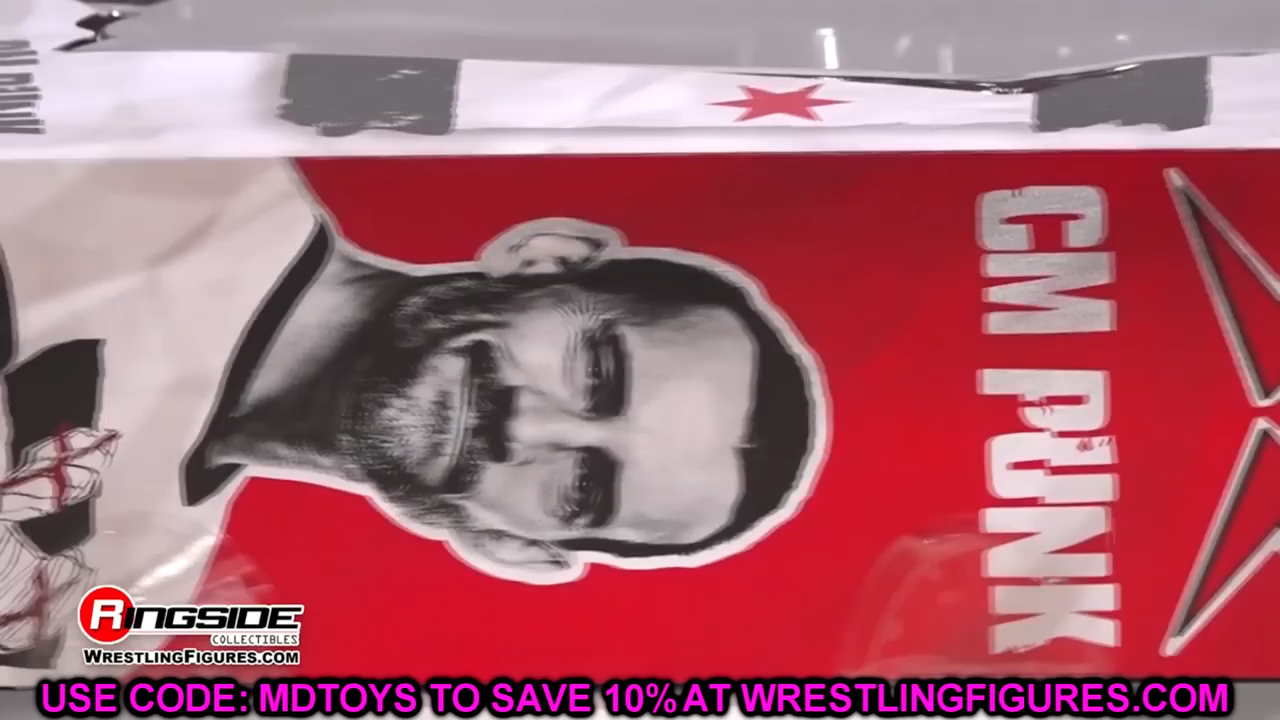 CM PUNK
RINGSIDE
COLLECTIBLES
WRESTLINGFIGURES.COM
USE CODE: MDTOYS TO SAVE 10% AT WRESTLINGFIGURES.COM